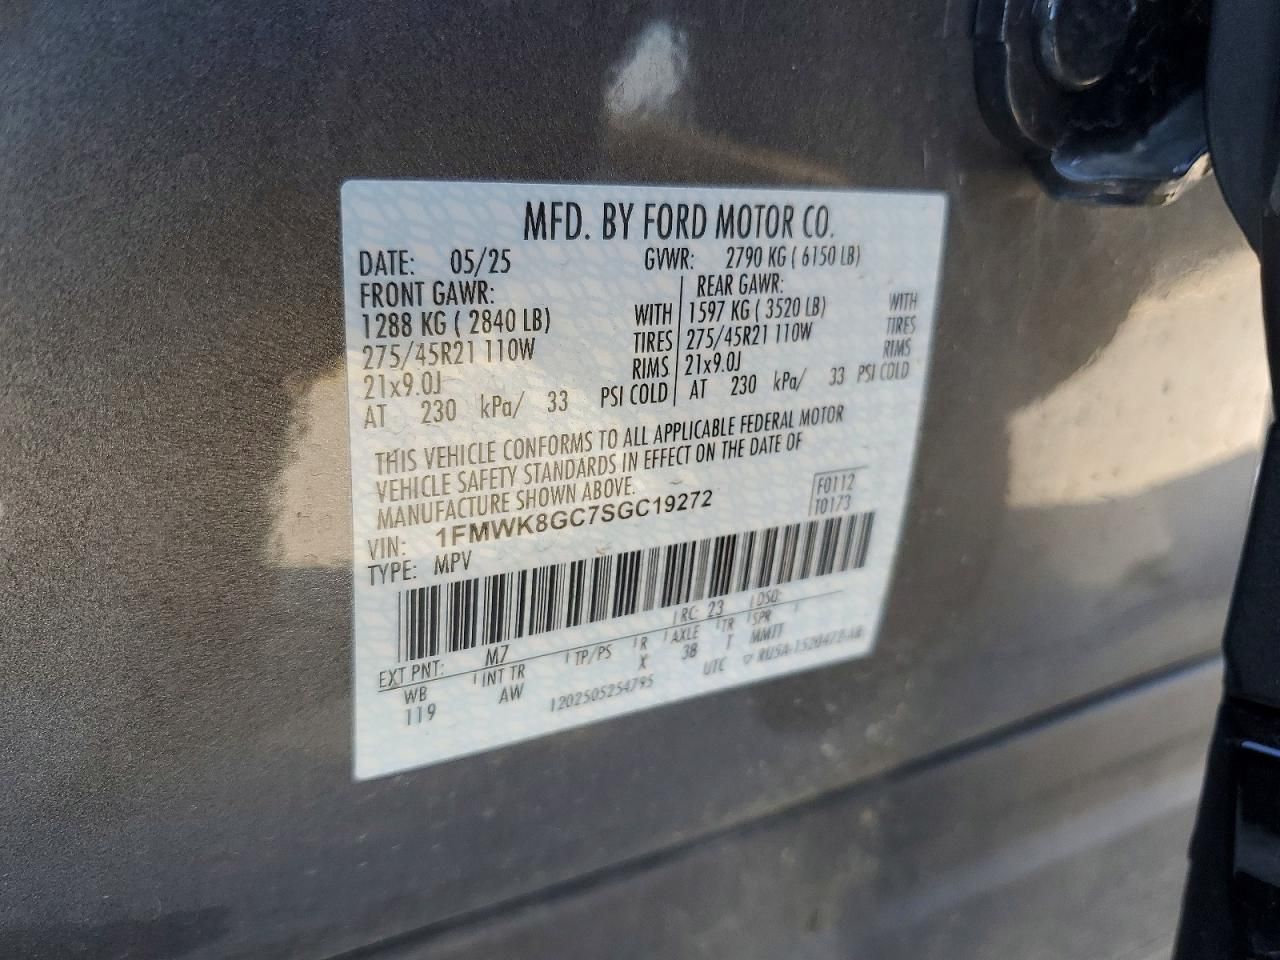 MFD. BY FORD MOTOR CO.
DATE: 05/25 GVWR: 2790 KG ( 6150 LB)
FRONT GAWR: REAR GAWR:
1288 KG ( 2840 LB) WITH 1597 KG ( 3520 LB) WITH
275/45R21 110W TIRES 275/45R21 110W TIRES
21x9.0J RIMS 21x9.0J RIMS
AT 230 kPa/ 33 PSI COLD AT 230 kPa/ 33 PSI COLD
THIS VEHICLE CONFORMS TO ALL APPLICABLE FEDERAL MOTOR
VEHICLE SAFETY STANDARDS IN EFFECT ON THE DATE OF
MANUFACTURE SHOWN ABOVE.
F0112
T0173
VIN: 1FMWK8GC7SGC19272
TYPE: MPV
EXT PNT: M7 RC: 23 DSO:
WB INT TR TP/PS R AXLE TR SPR
119 AW X 38 T MMTT
1202505254795 UTC